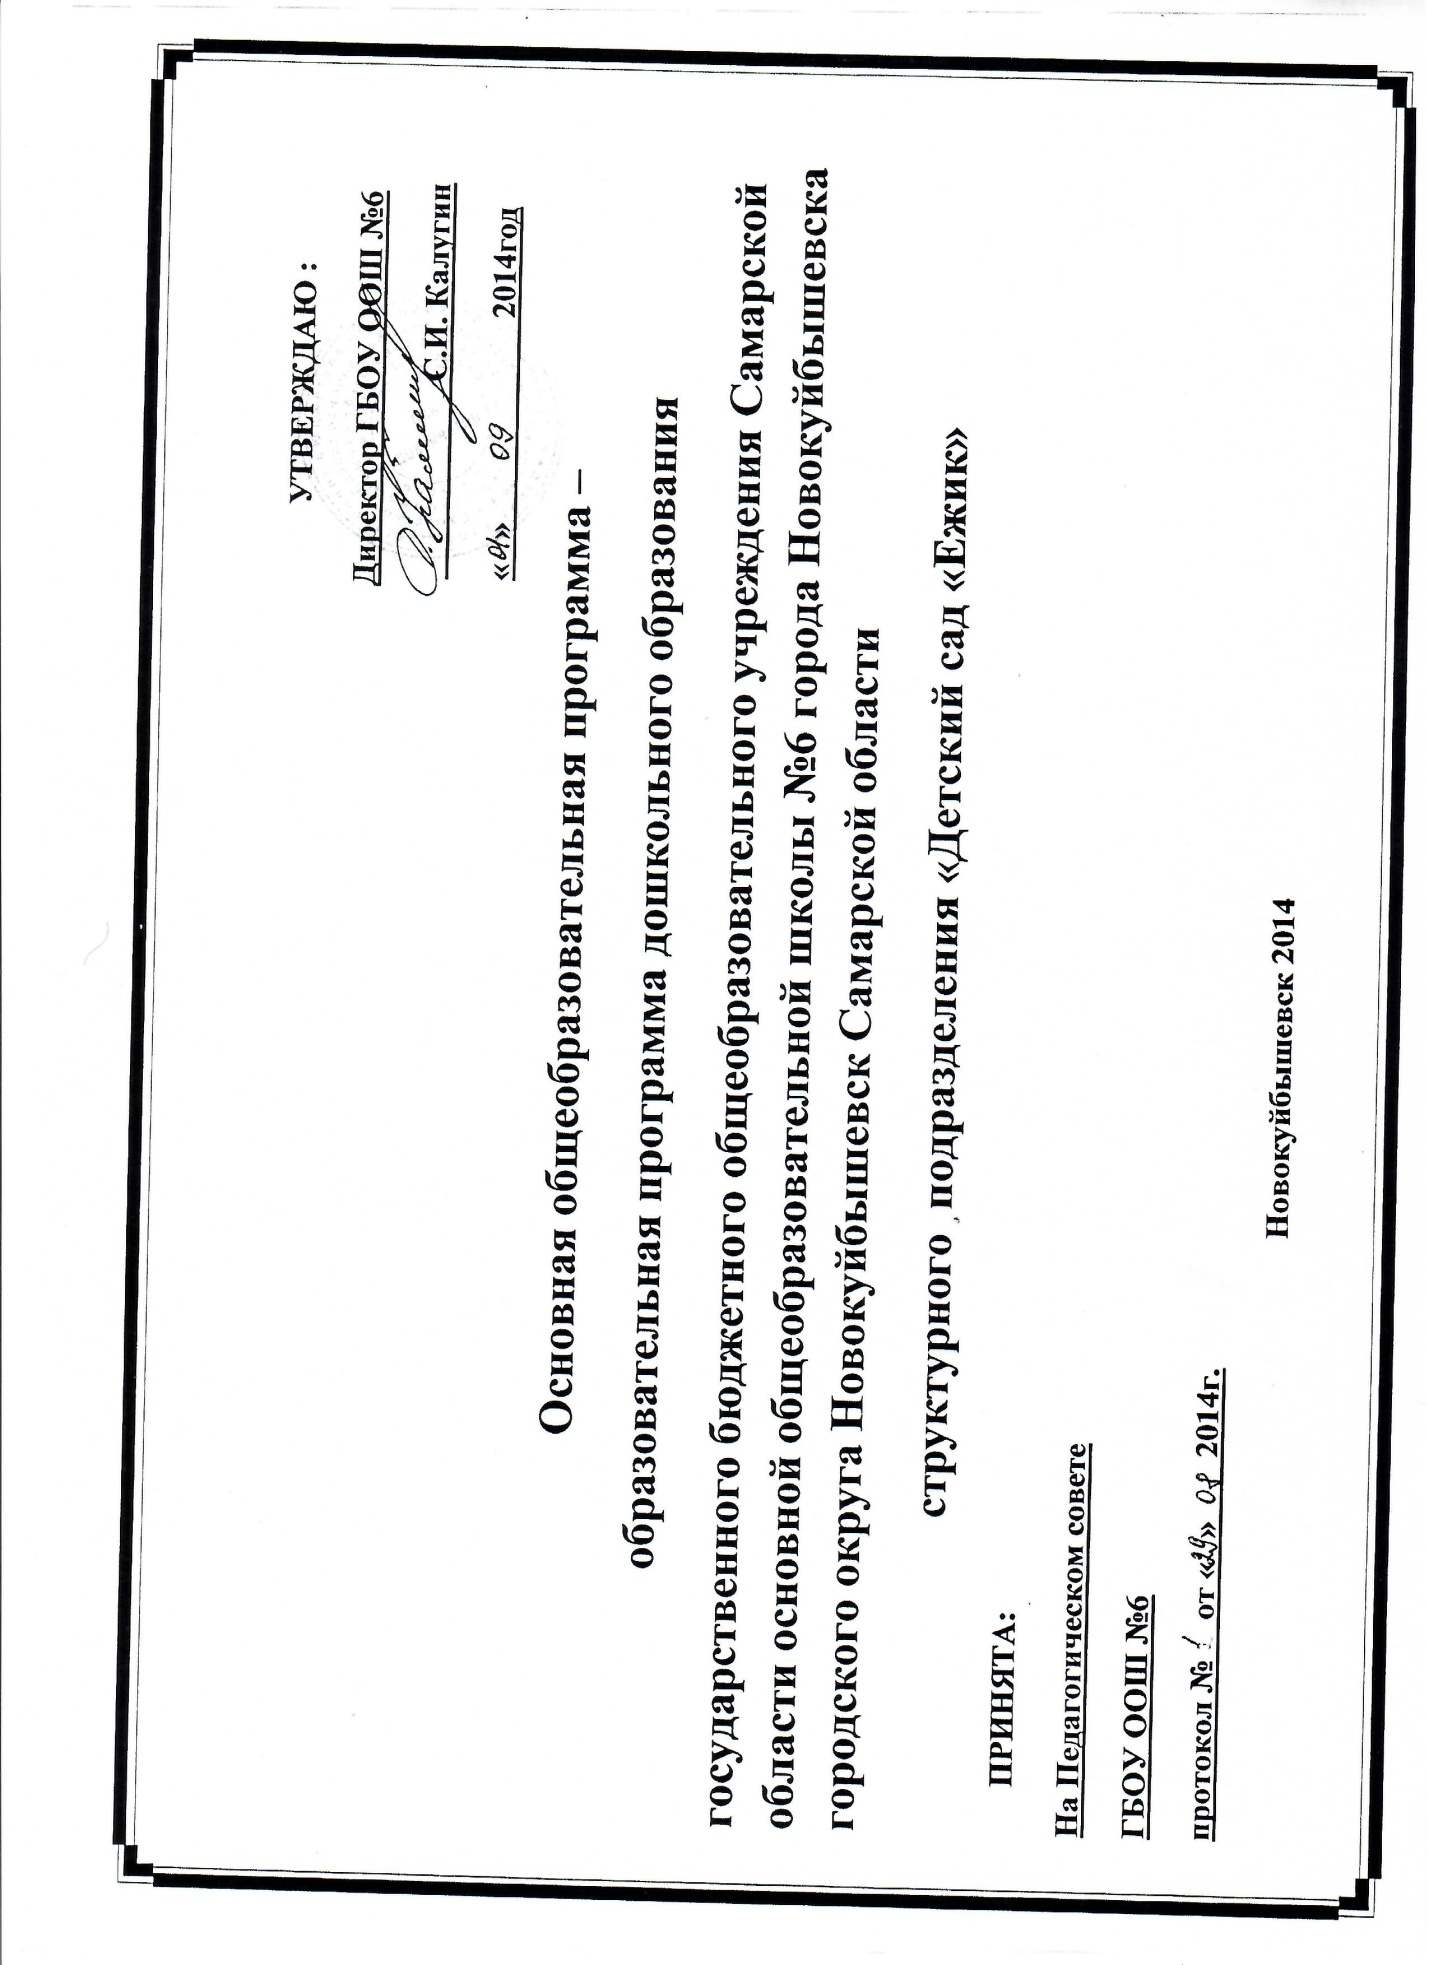 УТВЕРЖДАЮ :
Директор ГБОУ ООШ №6
С.И. Калугин
«01» 09 2014год
Основная общеобразовательная программа –
образовательная программа дошкольного образования
государственного бюджетного общеобразовательного учреждения Самарской
области основной общеобразовательной школы №6 города Новокуйбышевска
городского округа Новокуйбышевск Самарской области
структурного подразделения «Детский сад «Ежик»
ПРИНЯТА:
На Педагогическом совете
ГБОУ ООШ №6
протокол № 1 от «29» 08 2014г.
Новокуйбышевск 2014